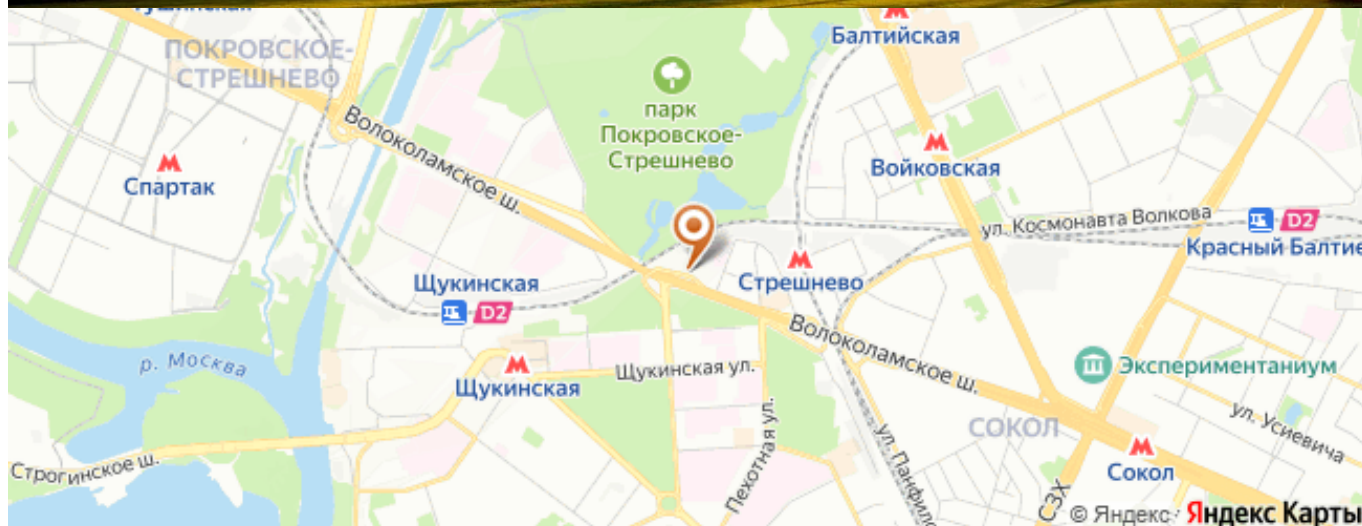 Тушинская
ПОКРОВСКОЕ-
СТРЕШНЕВО
Балтийская
парк
Покровское-
Стрешнево
Волоколамское ш.
Войковская
Спартак
ул. Космонавта Волкова
D2
Красный Балтие
Щукинская
D2
Стрешнево
Волоколамское ш.
р. Москва
Щукинская
Щукинская ул.
Экспериментаниум
ул. Усиевича
Пехотная ул.
ул. Панфило
СОКОЛ
Сокол
Строгинское ш.
СЗХ
© Яндекс Яндекс Карты